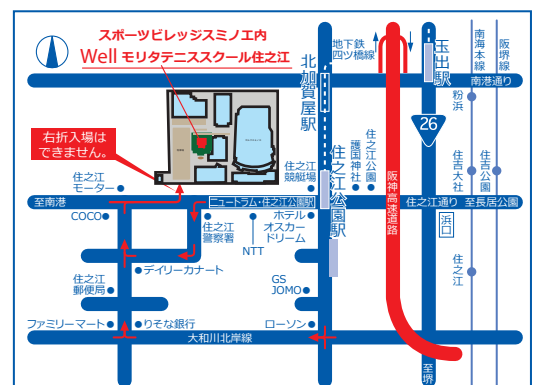 スポーツビレッジスミノエ内
Well モリタテニススクール住之江
地下鉄
四ツ橋線
玉出駅
南海本線
阪堺線
北加賀屋駅
南港通り
粉浜
26
右折入場は
できません。
住之江
競艇場
住之江公園駅
護国神社
住之江公園
阪神高速道路
住吉大社
住吉公園
住之江
モーター
至南港
ニュートラム・住之江公園駅
住之江通り
至長居公園
COCO
住之江
警察署
NTT
ホテル
オスカー
ドリーム
浜口
デイリーカナート
住之江
住之江
郵便局
GS
JOMO
ファミリーマート
りそな銀行
ローソン
大和川北岸線
至堺